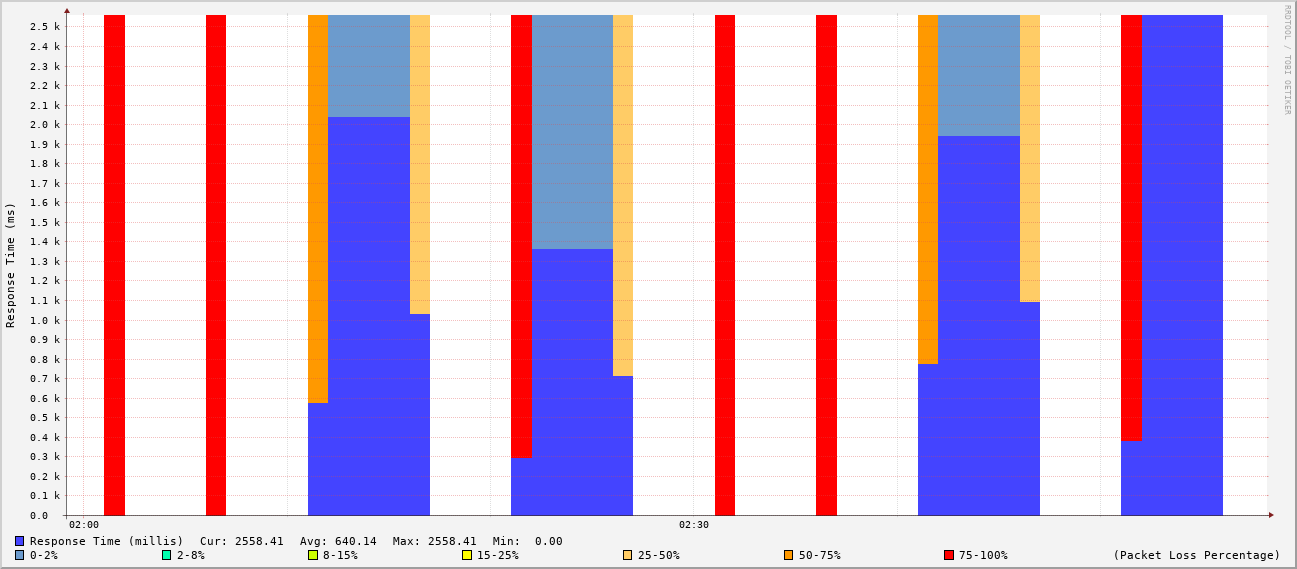 RRDTOOL / TOBI OETIKER
Response Time (ms)
2.5 k
2.4 k
2.3 k
2.2 k
2.1 k
2.0 k
1.9 k
1.8 k
1.7 k
1.6 k
1.5 k
1.4 k
1.3 k
1.2 k
1.1 k
1.0 k
0.9 k
0.8 k
0.7 k
0.6 k
0.5 k
0.4 k
0.3 k
0.2 k
0.1 k
0.0
02:00 02:30
Response Time (millis) Cur: 2558.41 Avg: 640.14 Max: 2558.41 Min: 0.00
0-2% 2-8% 8-15% 15-25% 25-50% 50-75% 75-100% (Packet Loss Percentage)